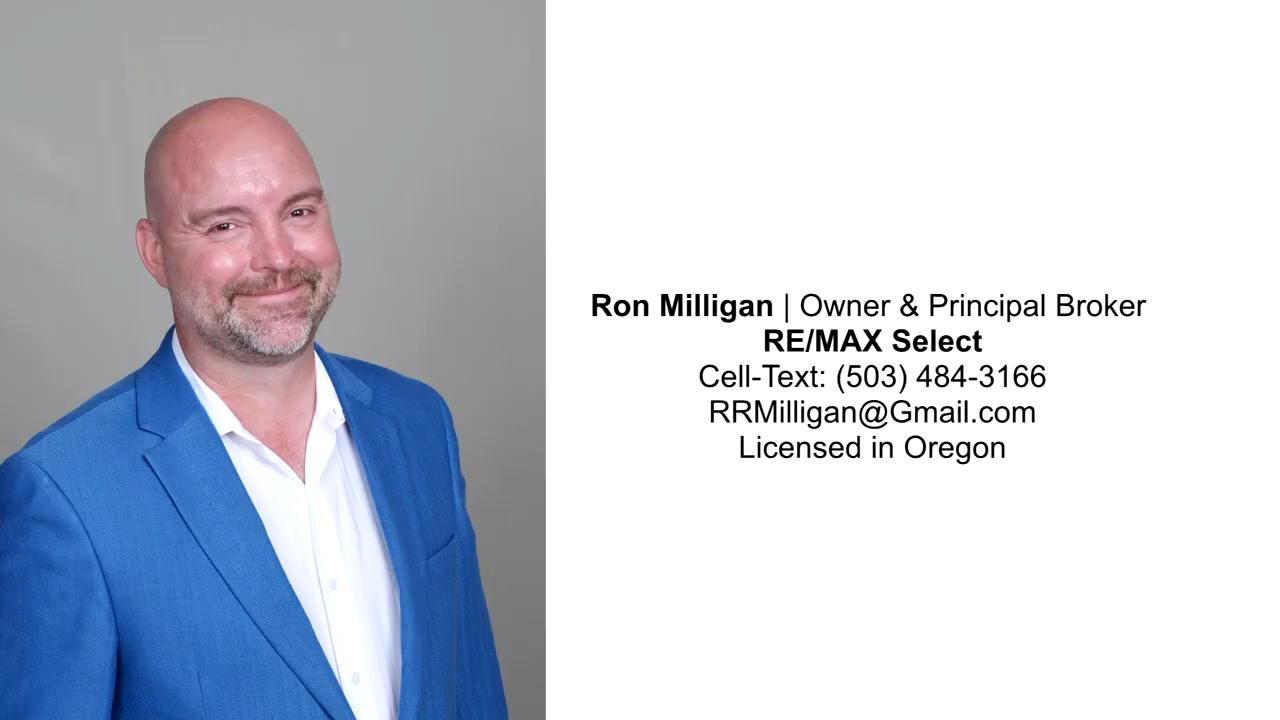 Ron Milligan | Owner & Principal Broker
RE/MAX Select
Cell-Text: (503) 484-3166
RRMilligan@Gmail.com
Licensed in Oregon